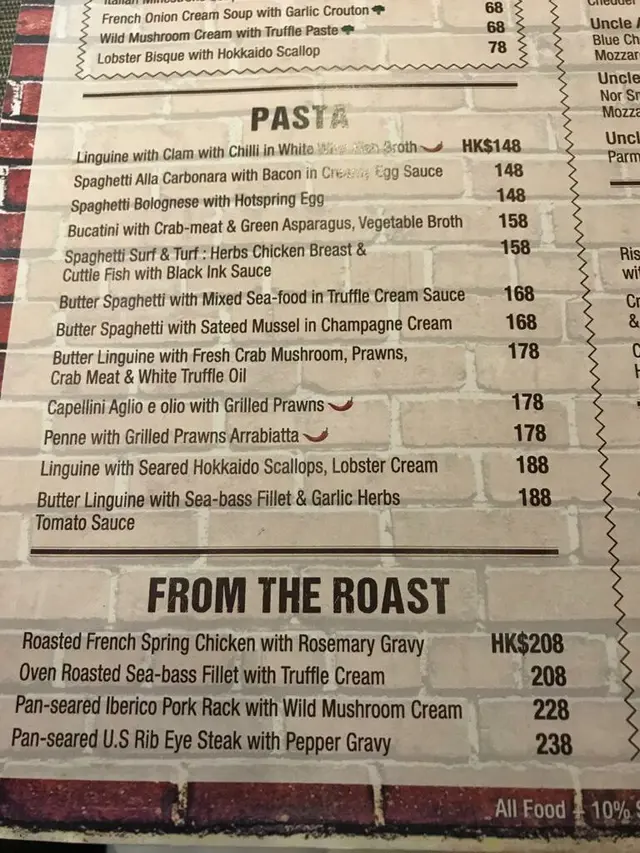 French Onion Cream Soup with Garlic Crouton 68
Wild Mushroom Cream with Truffle Paste 68
Lobster Bisque with Hokkaido Scallop 78
PASTA
Linguine with Clam with Chilli in White Broth HK$148
Spaghetti Alla Carbonara with Bacon in Egg Sauce 148
Spaghetti Bolognese with Hotspring Egg 148
Bucatini with Crab-meat & Green Asparagus, Vegetable Broth 158
Spaghetti Surf & Turf : Herbs Chicken Breast & 158
Cuttle Fish with Black Ink Sauce
Butter Spaghetti with Mixed Sea-food in Truffle Cream Sauce 168
Butter Spaghetti with Sateed Mussel in Champagne Cream 168
Butter Linguine with Fresh Crab Mushroom, Prawns, 178
Crab Meat & White Truffle Oil
Capellini Aglio e olio with Grilled Prawns 178
Penne with Grilled Prawns Arrabiatta 178
Linguine with Seared Hokkaido Scallops, Lobster Cream 188
Butter Linguine with Sea-bass Fillet & Garlic Herbs 188
Tomato Sauce
FROM THE ROAST
Roasted French Spring Chicken with Rosemary Gravy HK$208
Oven Roasted Sea-bass Fillet with Truffle Cream 208
Pan-seared Iberico Pork Rack with Wild Mushroom Cream 228
Pan-seared U.S Rib Eye Steak with Pepper Gravy 238
Uncle
Blue
Uncle
Nor
All Food + 10%